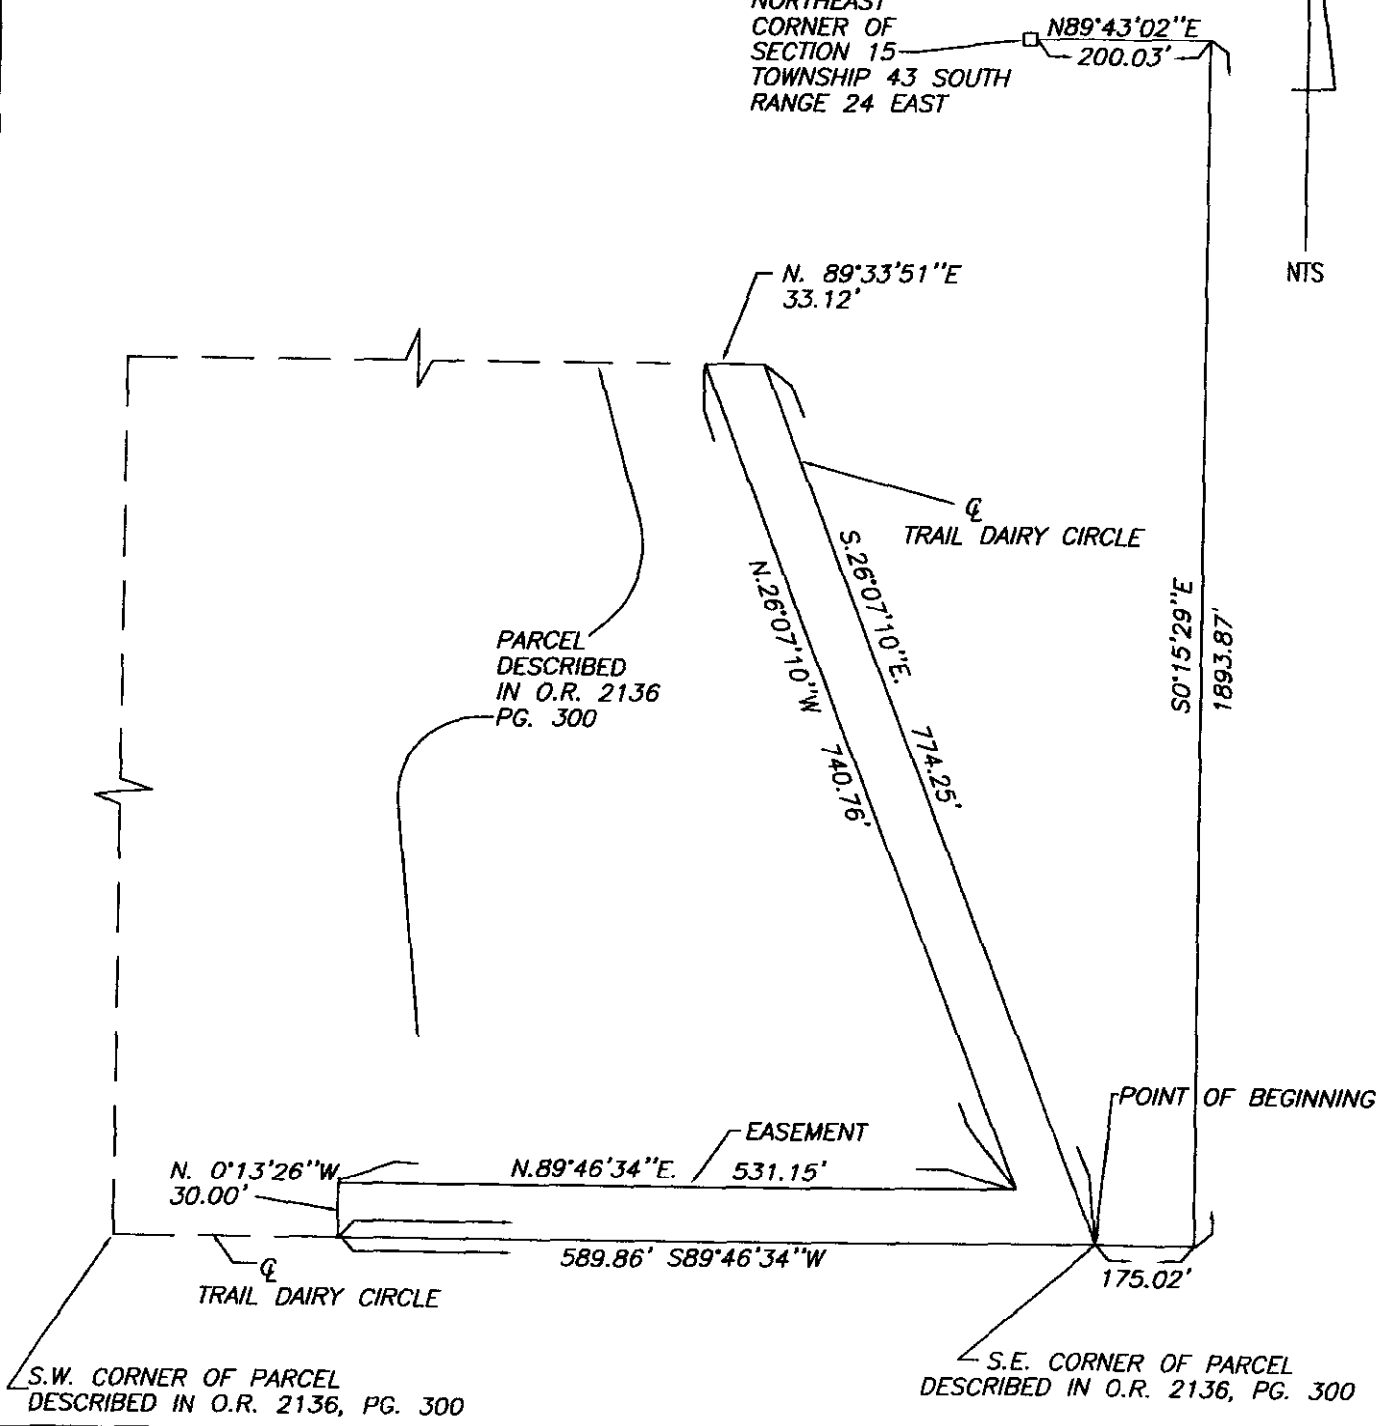 NORTHEAST
CORNER OF
SECTION 15
TOWNSHIP 43 SOUTH
RANGE 24 EAST
N89°43'02"E
200.03'
NTS
N. 89°33'51"E
33.12'
℄
TRAIL DAIRY CIRCLE
S.26°07'10"E. 774.25'
N.26°07'10"W 740.76'
S0°15'29"E
1893.87'
PARCEL
DESCRIBED
IN O.R. 2136
PG. 300
POINT OF BEGINNING
EASEMENT
N. 0°13'26"W
30.00'
N.89°46'34"E. 531.15'
589.86' S89°46'34"W
175.02'
℄
TRAIL DAIRY CIRCLE
S.W. CORNER OF PARCEL
DESCRIBED IN O.R. 2136, PG. 300
S.E. CORNER OF PARCEL
DESCRIBED IN O.R. 2136, PG. 300